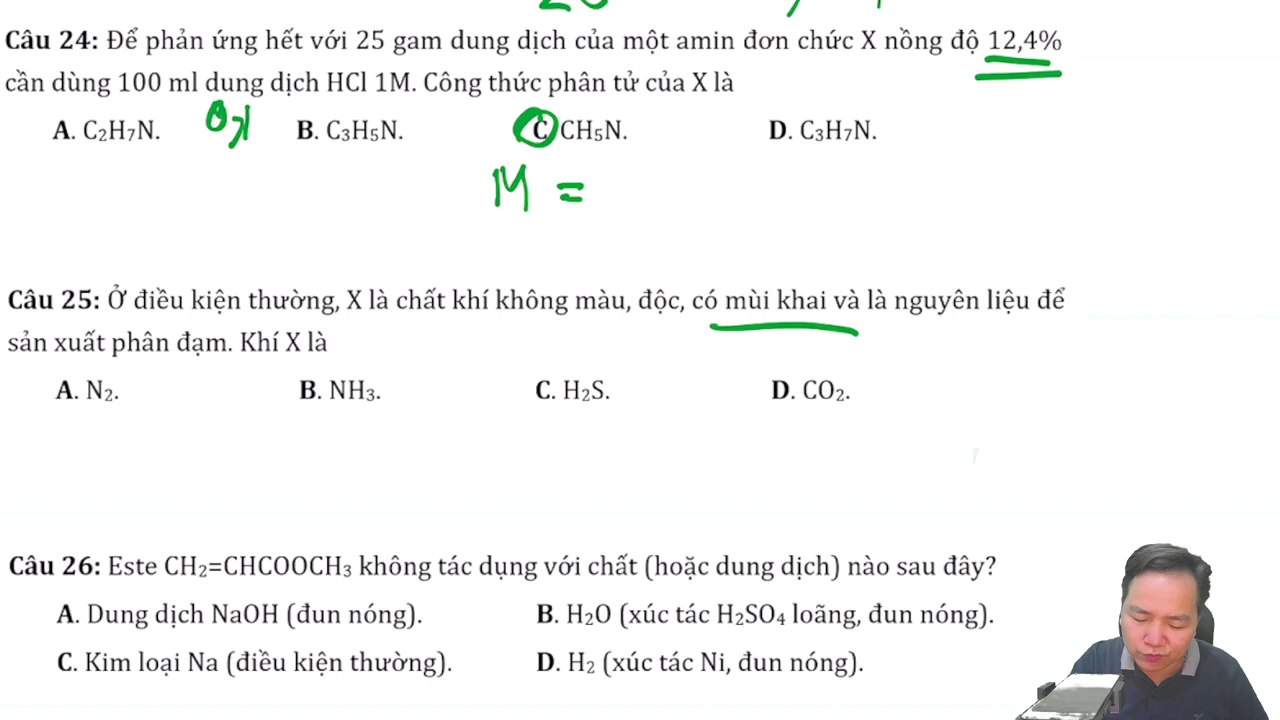 Câu 24: Để phản ứng hết với 25 gam dung dịch của một amin đơn chức X nồng độ 12,4%
cần dùng 100 ml dung dịch HCl 1M. Công thức phân tử của X là
A. C₂H₇N. 0,1 B. C₃H₅N. C CH₅N. D. C₃H₇N.
M =
Câu 25: Ở điều kiện thường, X là chất khí không màu, độc, có mùi khai và là nguyên liệu để
sản xuất phân đạm. Khí X là
A. N₂. B. NH₃. C. H₂S. D. CO₂.
Câu 26: Este CH₂=CHCOOCH₃ không tác dụng với chất (hoặc dung dịch) nào sau đây?
A. Dung dịch NaOH (đun nóng). B. H₂O (xúc tác H₂SO₄ loãng, đun nóng).
C. Kim loại Na (điều kiện thường). D. H₂ (xúc tác Ni, đun nóng).